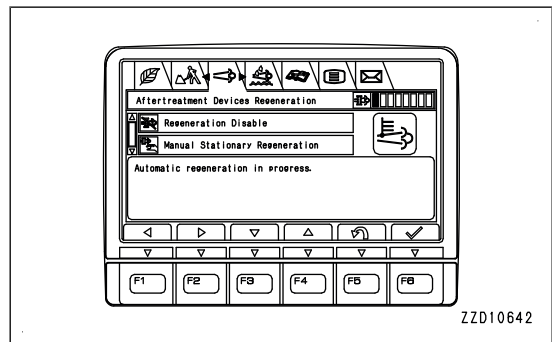 Aftertreatment Devices Regeneration
Regeneration Disable
Manual Stationary Regeneration
Automatic regeneration in progress.
F1 F2 F3 F4 F5 F6
ZZD10642